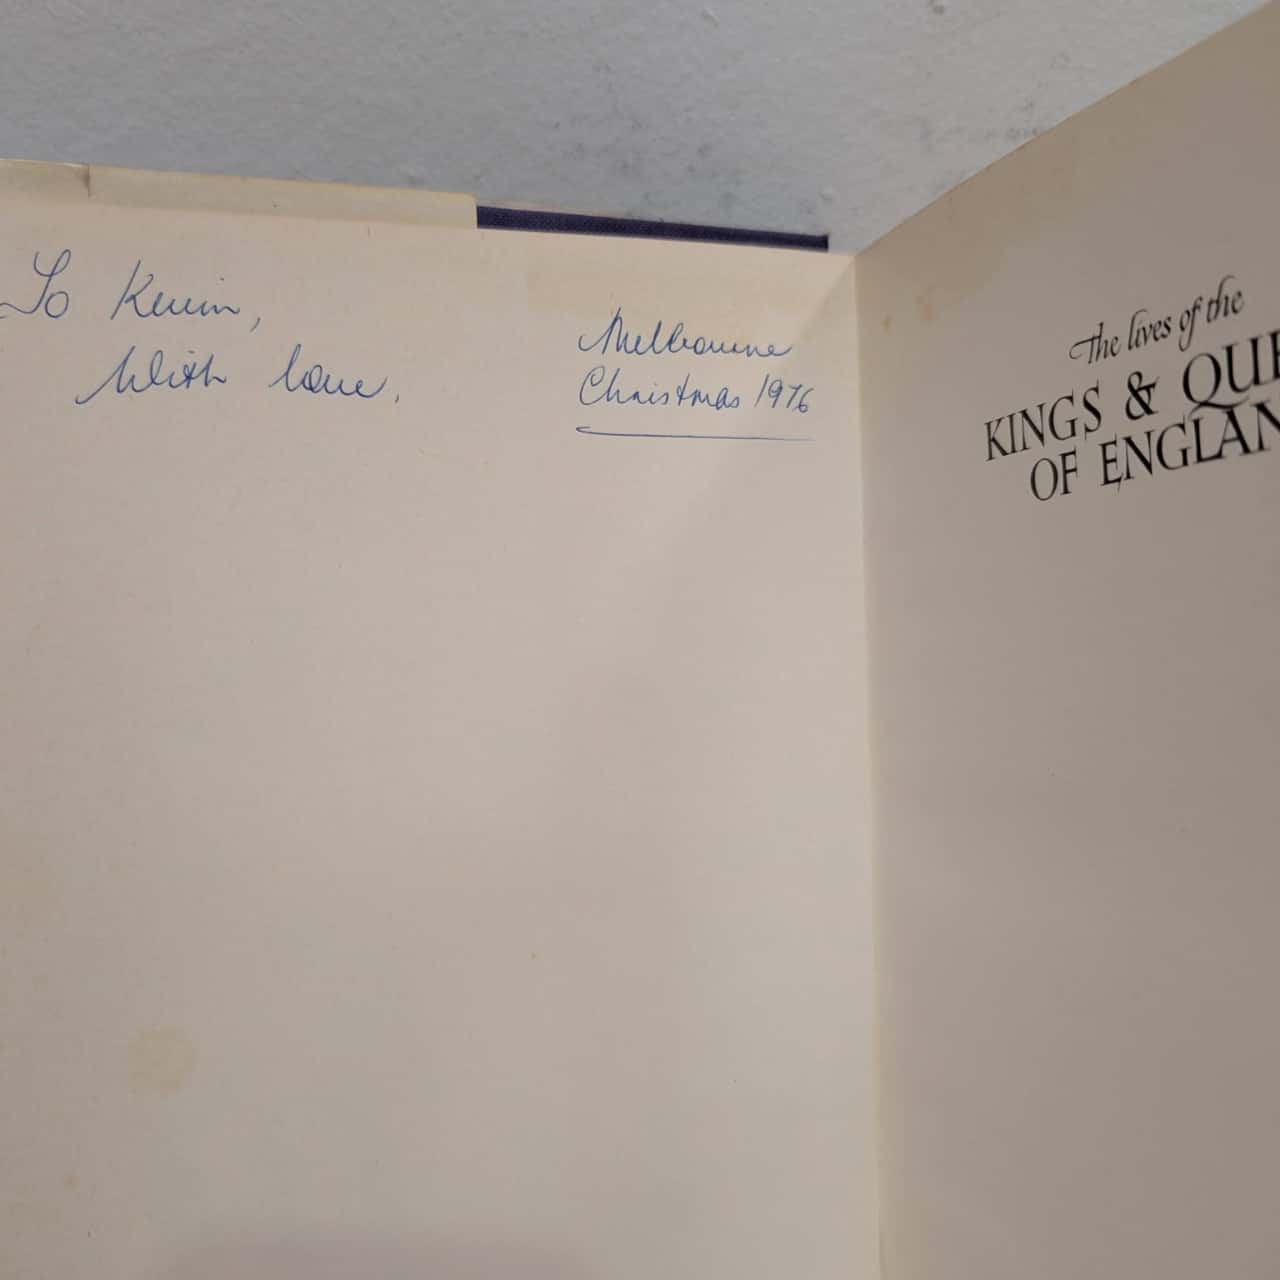 To Kevin,
With love.
Melbourne
Christmas 1976
The lives of the
KINGS & QUE
OF ENGLAN